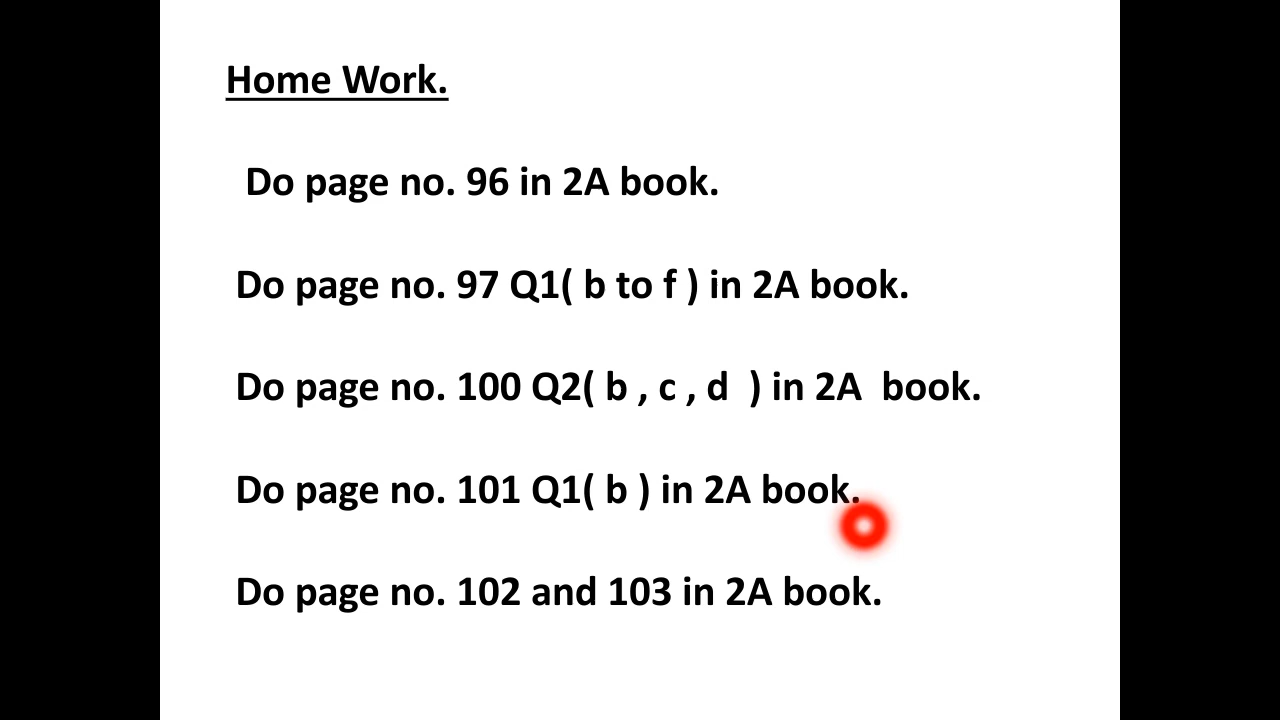 Home Work.
Do page no. 96 in 2A book.
Do page no. 97 Q1( b to f ) in 2A book.
Do page no. 100 Q2( b , c , d  ) in 2A  book.
Do page no. 101 Q1( b ) in 2A book.
Do page no. 102 and 103 in 2A book.